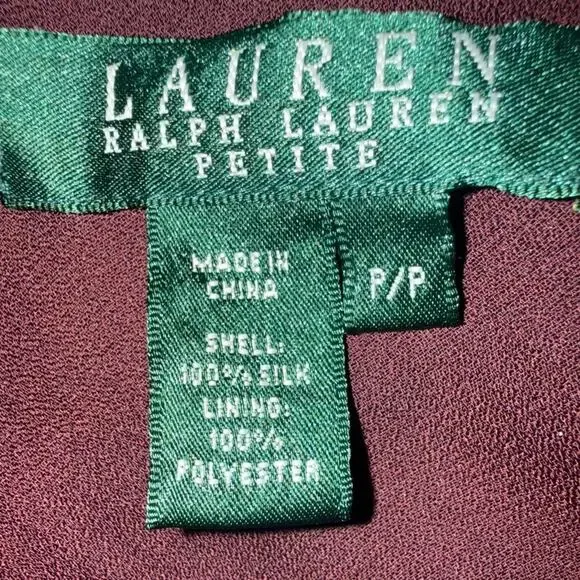 LAUREN
RALPH LAUREN
PETITE
MADE IN
CHINA
SHELL:
100% SILK
LINING:
100%
POLYESTER
P/P